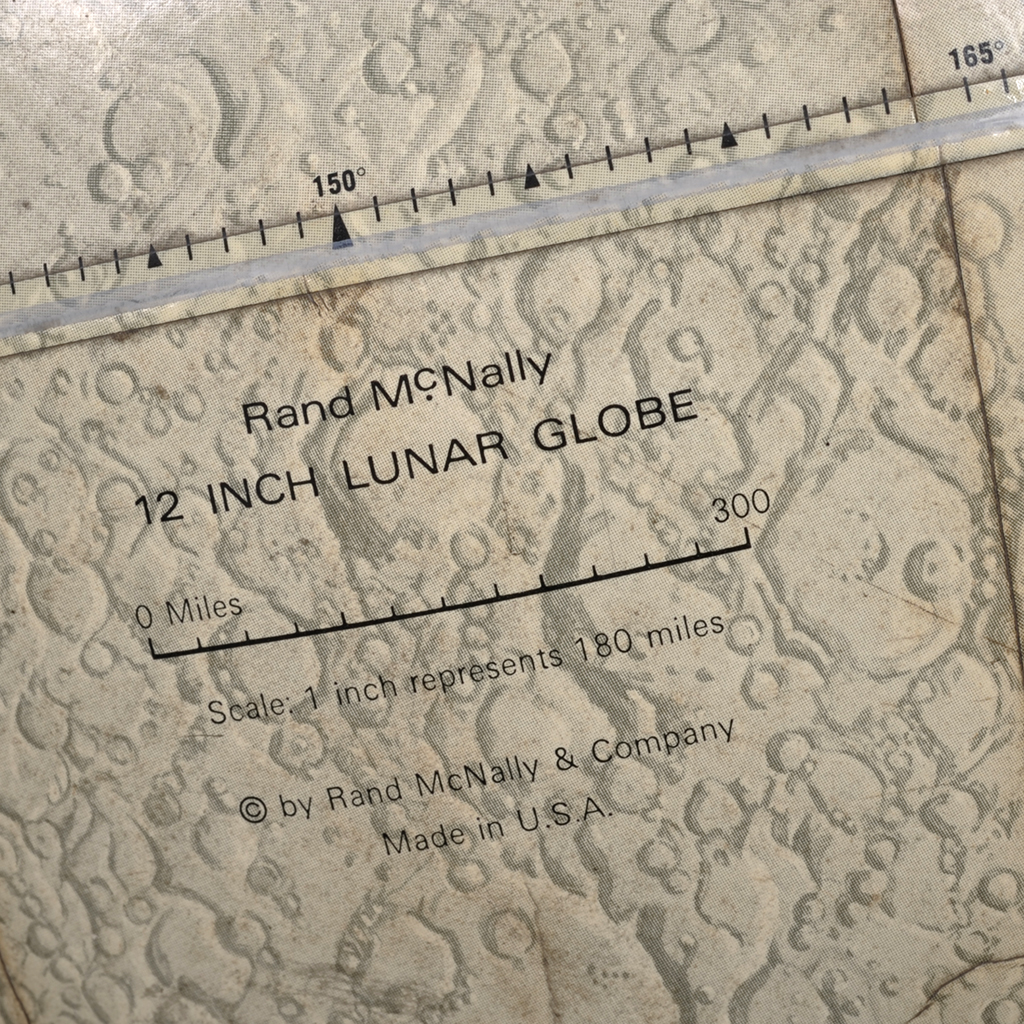 165°
150°
Rand McNally
12 INCH LUNAR GLOBE
300
0 Miles
Scale: 1 inch represents 180 miles
© by Rand McNally & Company
Made in U.S.A.